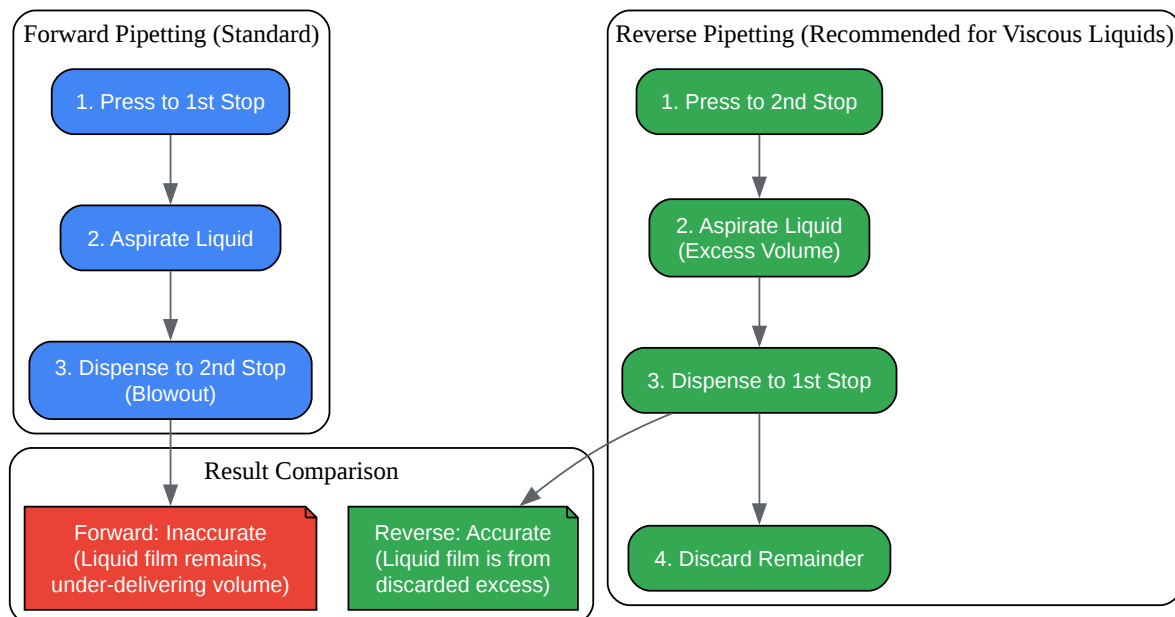 Forward Pipetting (Standard)
1. Press to 1st Stop
2. Aspirate Liquid
3. Dispense to 2nd Stop
(Blowout)
Reverse Pipetting (Recommended for Viscous Liquids)
1. Press to 2nd Stop
2. Aspirate Liquid
(Excess Volume)
3. Dispense to 1st Stop
4. Discard Remainder
Result Comparison
Forward: Inaccurate
(Liquid film remains,
under-delivering volume)
Reverse: Accurate
(Liquid film is from
discarded excess)